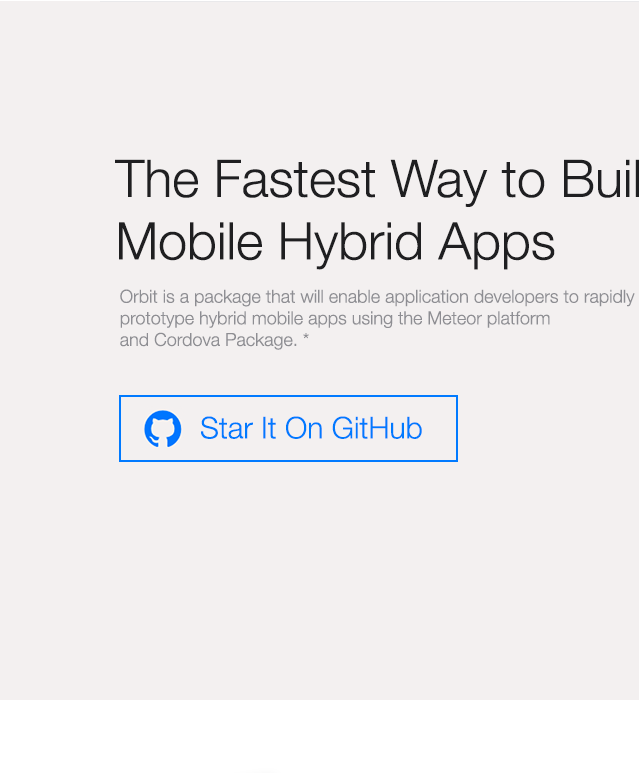 The Fastest Way to Buil
Mobile Hybrid Apps
Orbit is a package that will enable application developers to rapidly
prototype hybrid mobile apps using the Meteor platform
and Cordova Package. *
Star It On GitHub